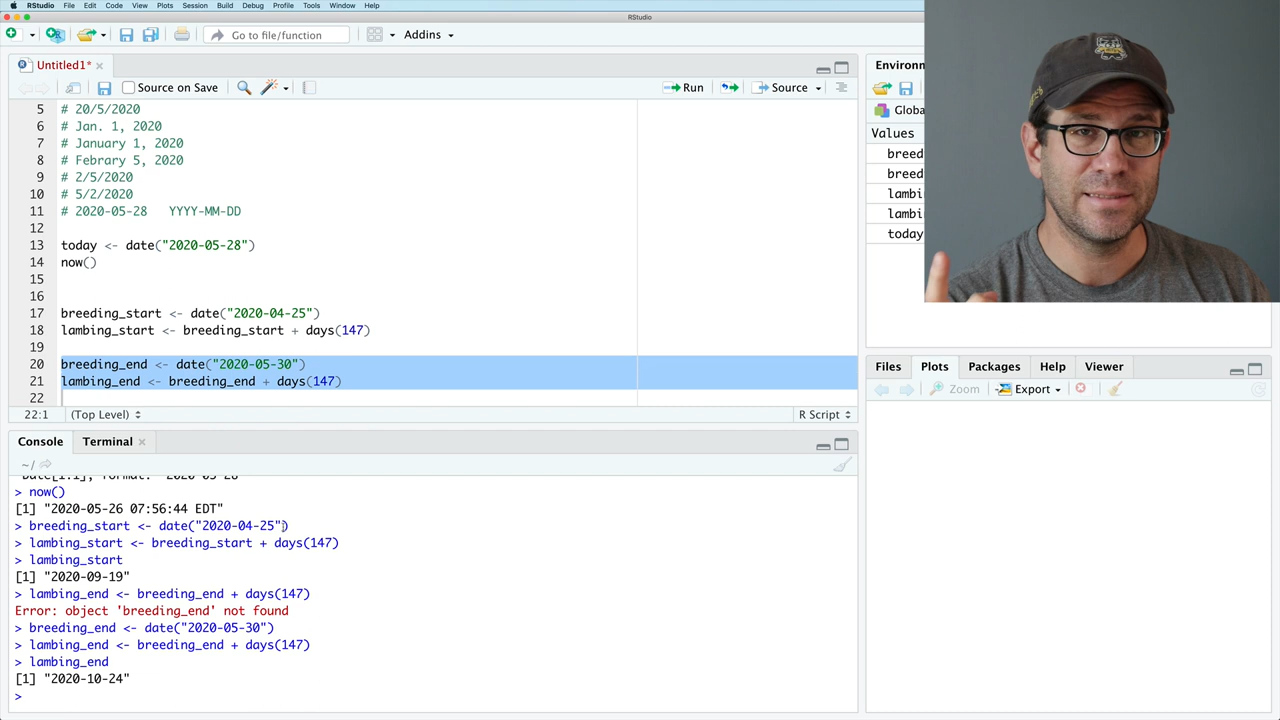 RStudio File Edit Code View Plots Session Build Debug Profile Tools Window Help
RStudio
Go to file/function Addins
Untitled1*
Source on Save Run Source
5 # 20/5/2020
6 # Jan. 1, 2020
7 # January 1, 2020
8 # Febrary 5, 2020
9 # 2/5/2020
10 # 5/2/2020
11 # 2020-05-28 YYYY-MM-DD
12
13 today <- date("2020-05-28")
14 now()
15
16
17 breeding_start <- date("2020-04-25")
18 lambing_start <- breeding_start + days(147)
19
20 breeding_end <- date("2020-05-30")
21 lambing_end <- breeding_end + days(147)
22
22:1 (Top Level) R Script
Console Terminal
~/
> now()
[1] "2020-05-26 07:56:44 EDT"
> breeding_start <- date("2020-04-25")
> lambing_start <- breeding_start + days(147)
> lambing_start
[1] "2020-09-19"
> lambing_end <- breeding_end + days(147)
Error: object 'breeding_end' not found
> breeding_end <- date("2020-05-30")
> lambing_end <- breeding_end + days(147)
> lambing_end
[1] "2020-10-24"
>
Environ
Globa
Values
breed
breed
lambi
lambi
today
Files Plots Packages Help Viewer
Zoom Export